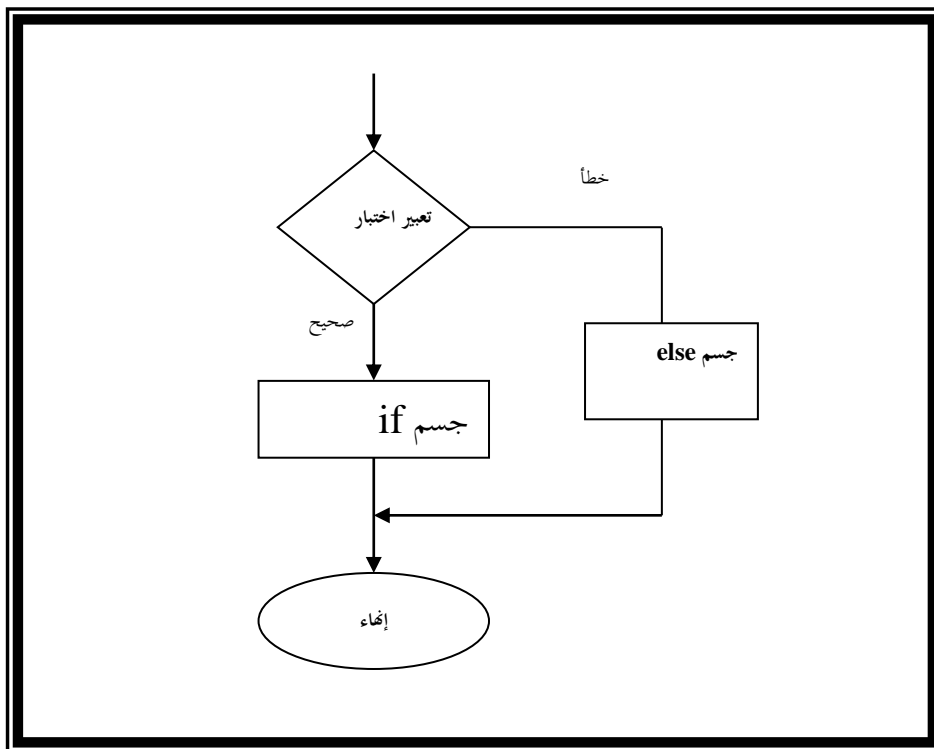 خطأ
تعبير اختبار
صحيح
جسم else
جسم if
إنهاء